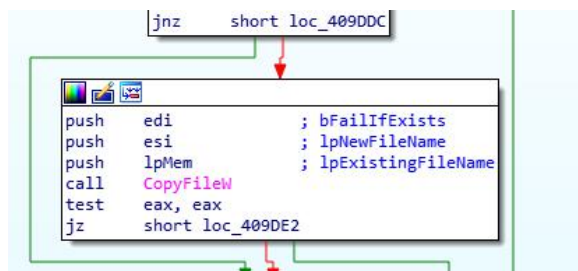 jnz     short loc_409DDC
push    edi             ; bFailIfExists
push    esi             ; lpNewFileName
push    lpMem           ; lpExistingFileName
call    CopyFileW
test    eax, eax
jz      short loc_409DE2